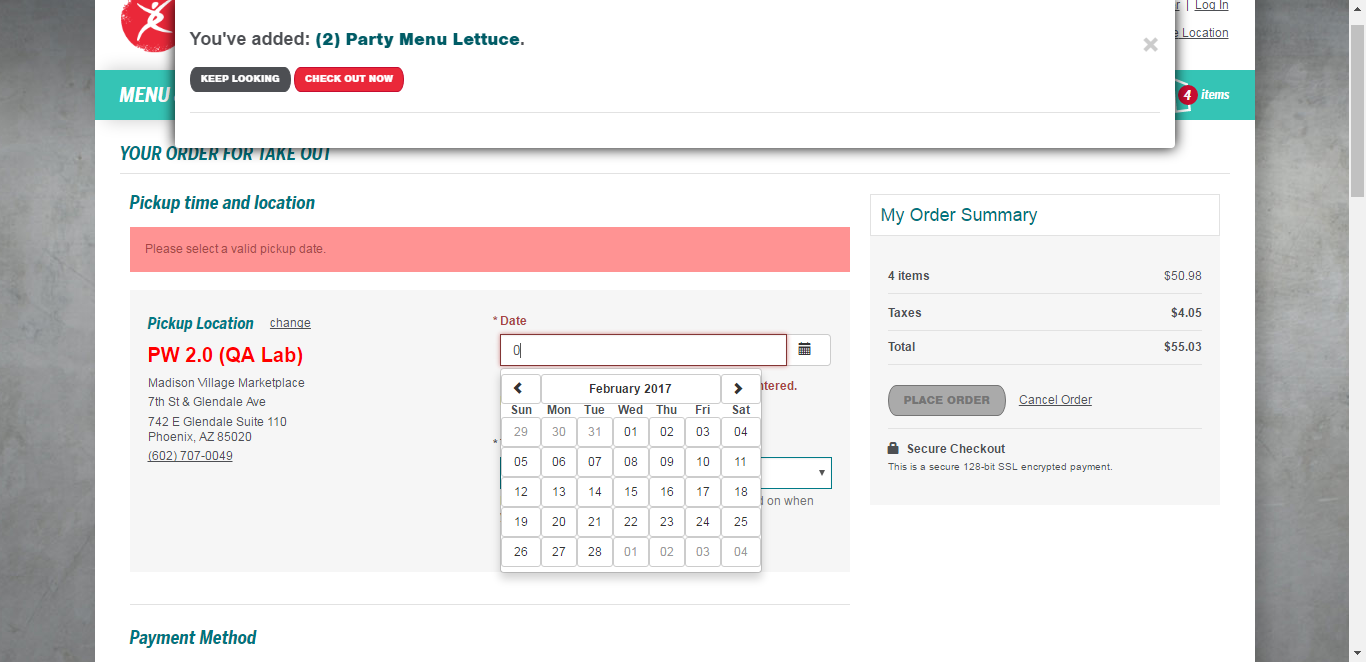 Log In
You've added: (2) Party Menu Lettuce.
Location
KEEP LOOKING
CHECK OUT NOW
MENU
4 items
YOUR ORDER FOR TAKE OUT
Pickup time and location
My Order Summary
Please select a valid pickup date.
4 items $50.98
Taxes $4.05
Total $55.03
PLACE ORDER
Cancel Order
Secure Checkout
This is a secure 128-bit SSL encrypted payment.
Pickup Location change
PW 2.0 (QA Lab)
Madison Village Marketplace
7th St & Glendale Ave
742 E Glendale Suite 110
Phoenix, AZ 85020
(602) 707-0049
* Date
0
ntered.
February 2017
Sun Mon Tue Wed Thu Fri Sat
29 30 31 01 02 03 04
05 06 07 08 09 10 11
12 13 14 15 16 17 18
19 20 21 22 23 24 25
26 27 28 01 02 03 04
*
d on when
Payment Method